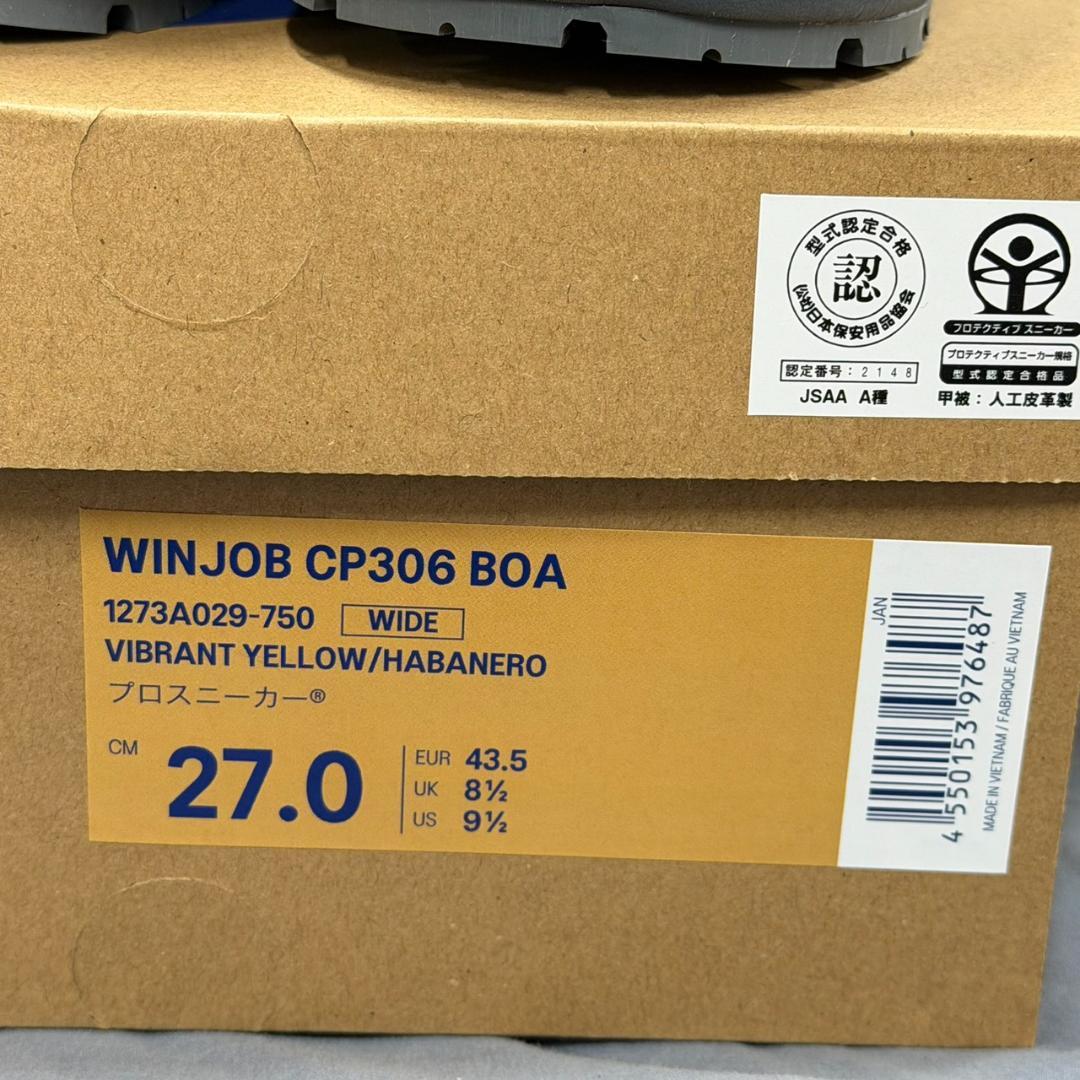 型式認定合格
認
(公社)日本保安用品協会
認定番号:2148
JSAA A種
プロテクティブ スニーカー
プロテクティブスニーカー規格
型式認定合格品
甲被:人工皮革製
WINJOB CP306 BOA
1273A029-750 WIDE
VIBRANT YELLOW/HABANERO
プロスニーカー®
CM 27.0
EUR 43.5
UK 8½
US 9½
JAN
4 550153 976487
MADE IN VIETNAM / FABRIQUE AU VIETNAM